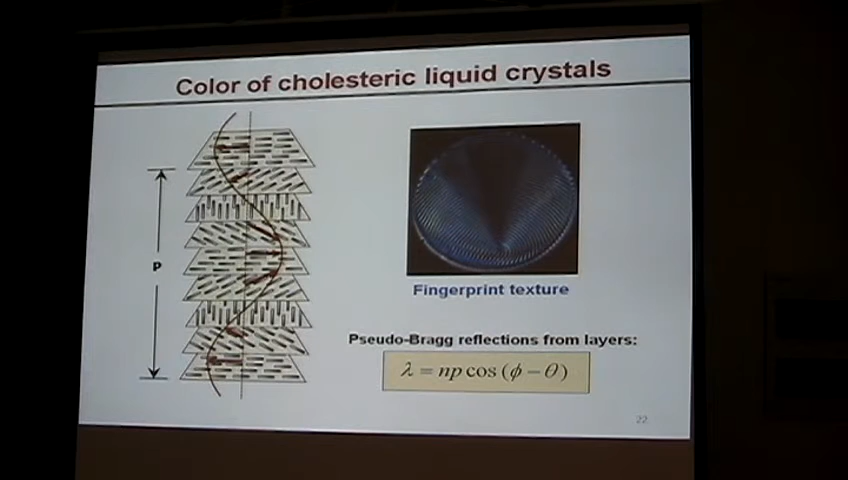 Color of cholesteric liquid crystals
P
Fingerprint texture
Pseudo-Bragg reflections from layers:
λ = np cos (ϕ − θ)
22